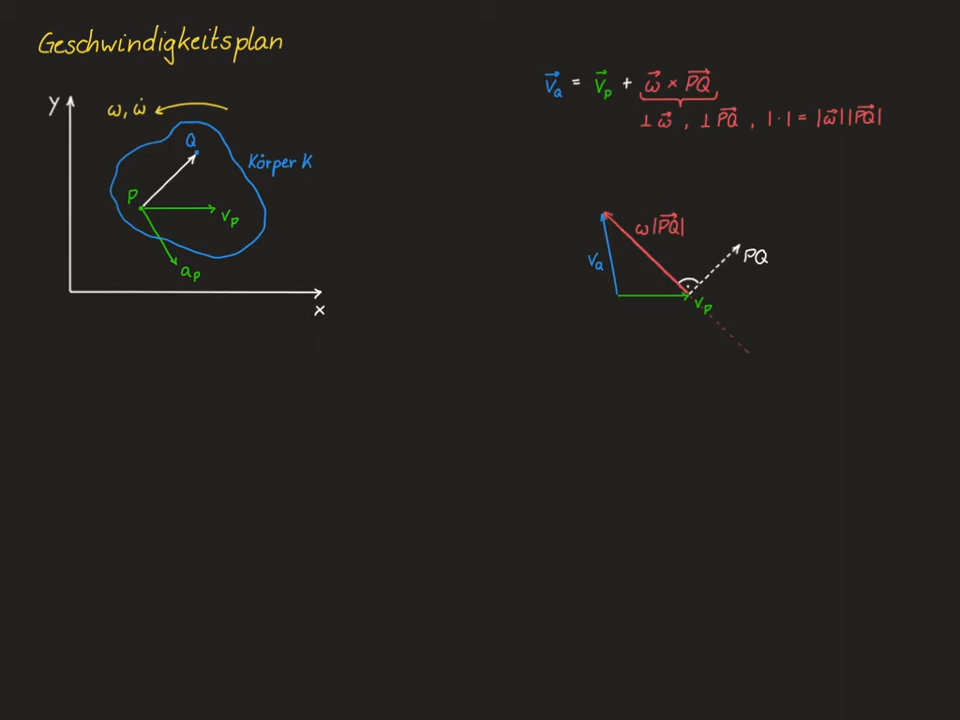 Geschwindigkeitsplan
y
ω, ω̇
Q
Körper K
P
v_P
a_P
x
v⃗_Q = v⃗_P + ω⃗ × PQ⃗
⊥ ω⃗ , ⊥ PQ⃗ , |·| = |ω⃗||PQ⃗|
ω|PQ⃗|
v_Q
PQ
v_P